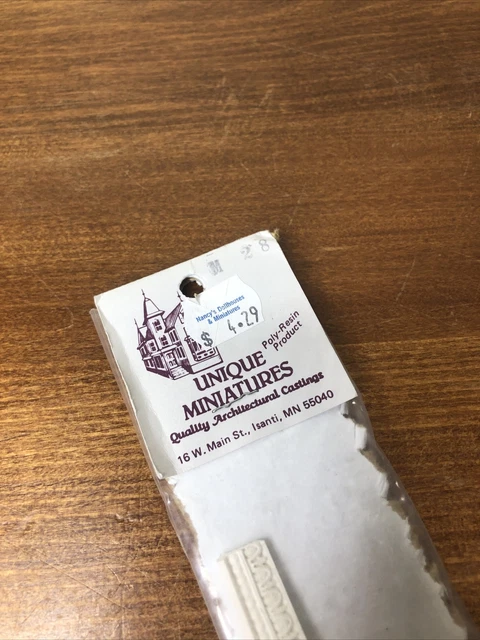 28
Nancy's Dollhouses
& Miniatures
$ 4.29
Poly-Resin
Product
UNIQUE
MINIATURES
Quality Architectural Castings
16 W. Main St., Isanti, MN 55040